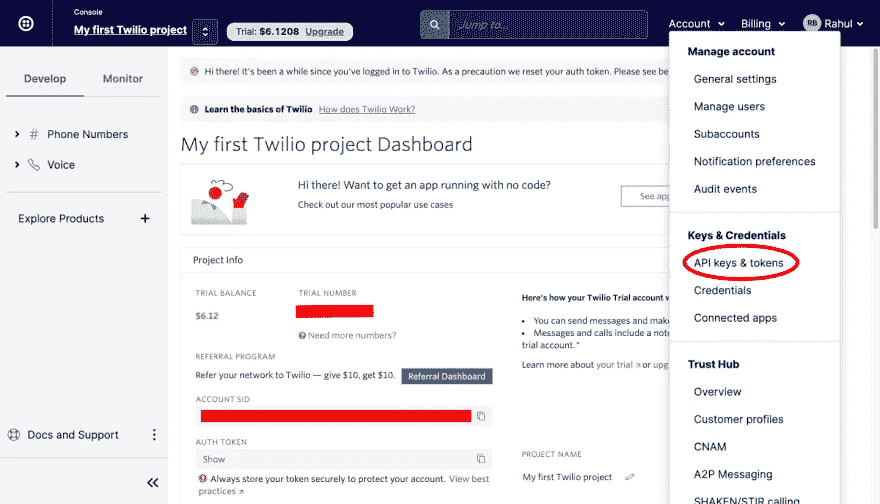 Console
My first Twilio project
Trial: $6.1208 Upgrade
Jump to...
Account
Billing
RB Rahul
Develop
Monitor
# Phone Numbers
Voice
Explore Products +
Docs and Support
Hi there! It's been a while since you've logged in to Twilio. As a precaution we reset your auth token. Please see be
Learn the basics of Twilio How does Twilio Work?
My first Twilio project Dashboard
Hi there! Want to get an app running with no code?
Check out our most popular use cases
See app
Project Info
TRIAL BALANCE
$6.12
TRIAL NUMBER
Need more numbers?
REFERRAL PROGRAM
Refer your network to Twilio — give $10, get $10. Referral Dashboard
ACCOUNT SID
AUTH TOKEN
Show
Always store your token securely to protect your account. View best
practices
Here's how your Twilio Trial account w
• You can send messages and make
• Messages and calls include a note
trial account."
Learn more about your trial or upg
PROJECT NAME
My first Twilio project
Manage account
General settings
Manage users
Subaccounts
Notification preferences
Audit events
Keys & Credentials
API keys & tokens
Credentials
Connected apps
Trust Hub
Overview
Customer profiles
CNAM
A2P Messaging
SHAKEN/STIR calling